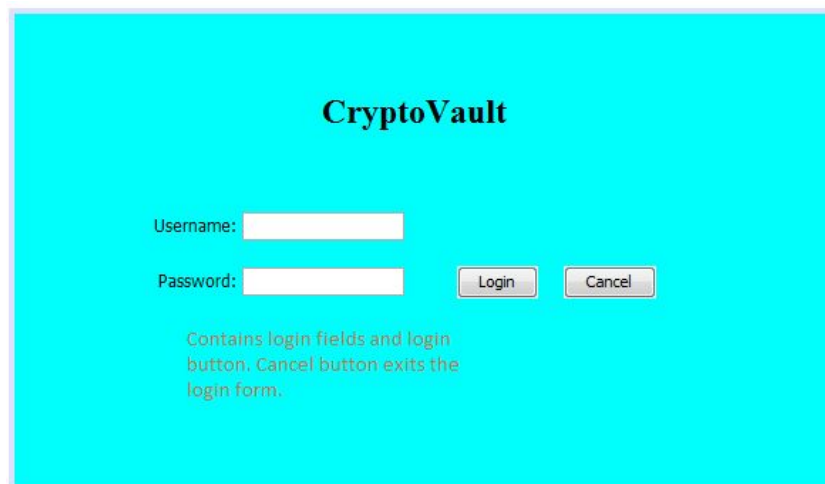 CryptoVault
Username:
Password:
Login
Cancel
Contains login fields and login
button. Cancel button exits the
login form.